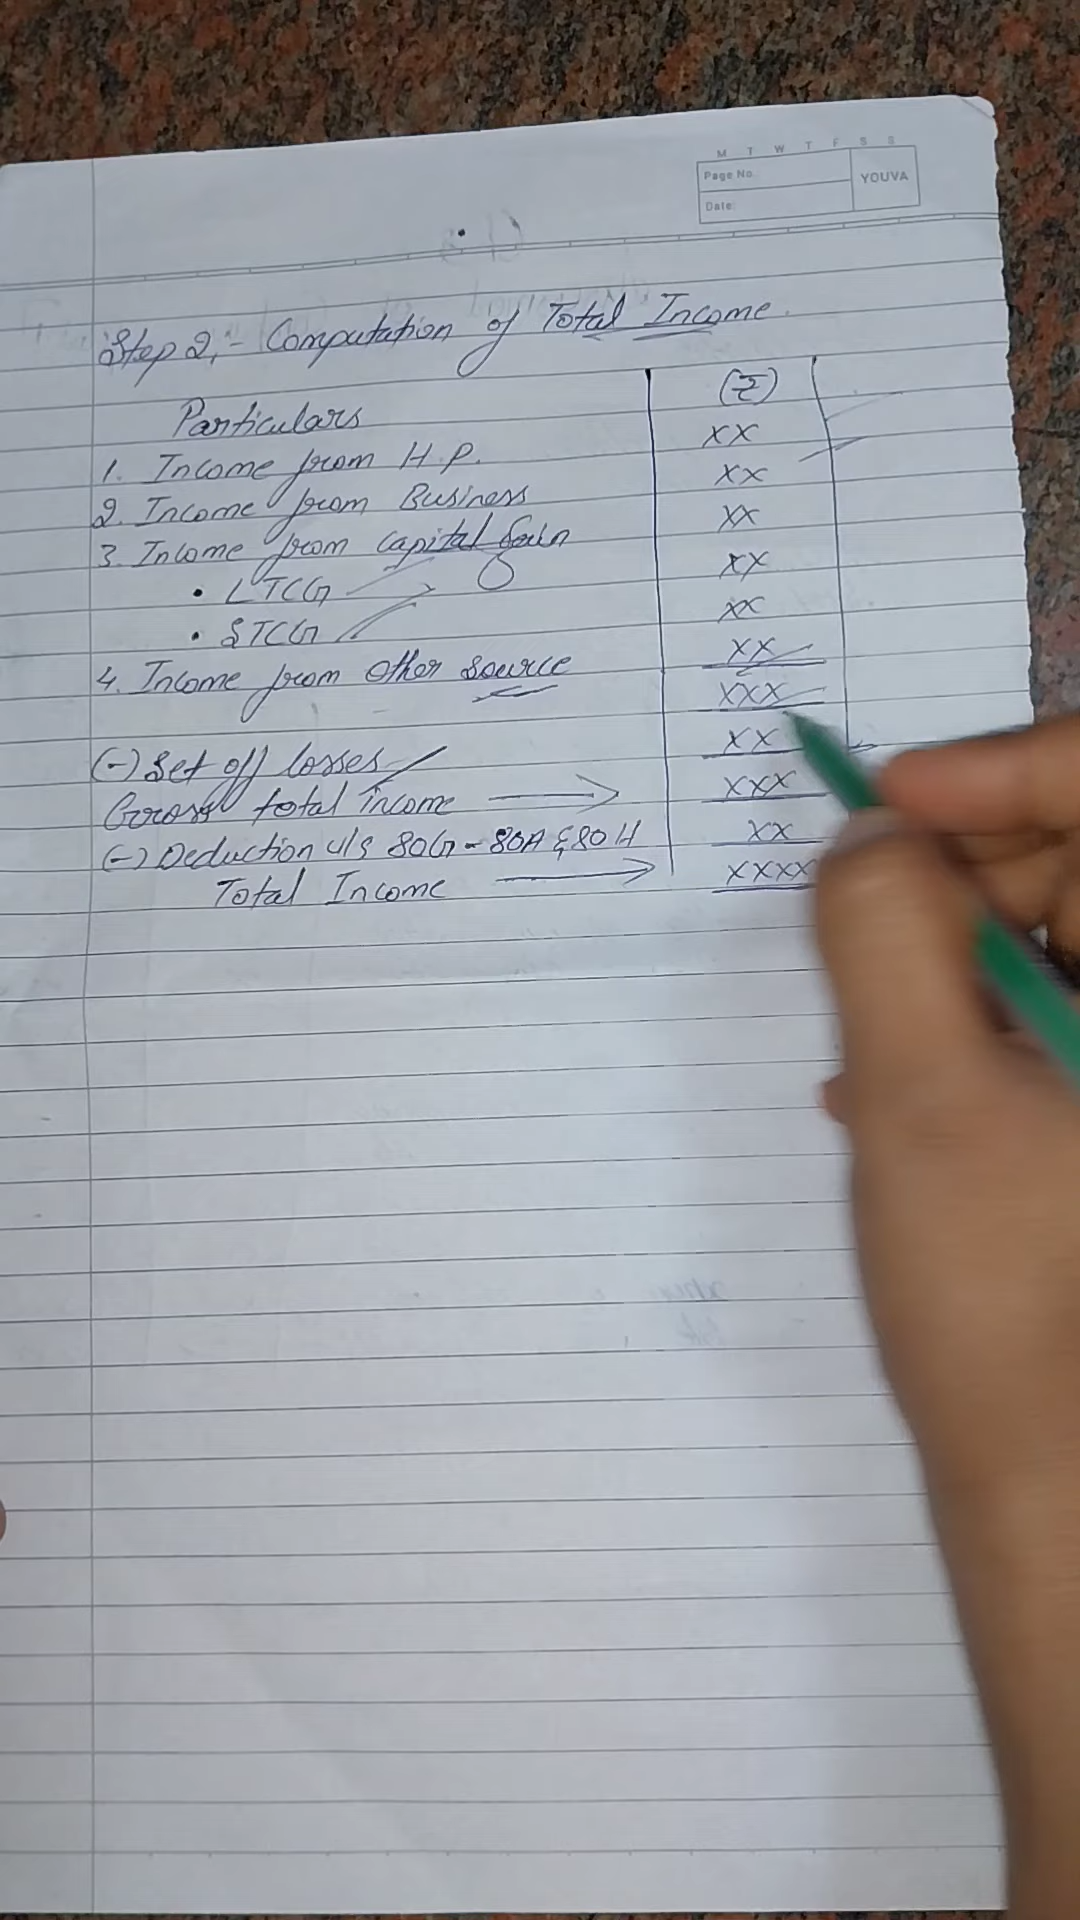 M T W T F S S
Page No.
YOUVA
Date:
Step 2:- Computation of Total Income.
Particulars (₹)
1. Income from H.P. XX
2. Income from Business XX
3. Income from Capital Gain XX
• LTCG XX
• STCG XX
4. Income from Other Source XX
XXX
(-) Set off losses XX
Gross total income → XXX
(-) Deduction U/S 80G - 80A & 80H XX
Total Income → XXXX